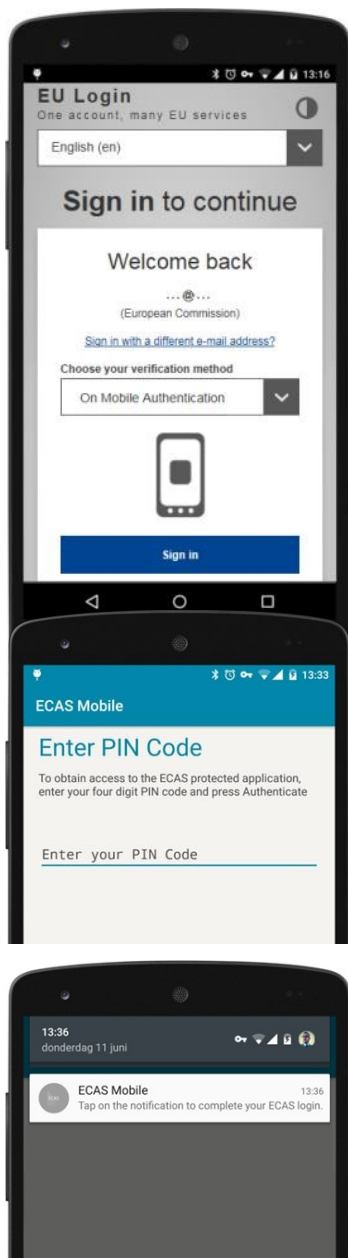 13:16
EU Login
One account, many EU services
English (en)
Sign in to continue
Welcome back
...@...
(European Commission)
Sign in with a different e-mail address?
Choose your verification method
On Mobile Authentication
Sign in
13:33
ECAS Mobile
Enter PIN Code
To obtain access to the ECAS protected application,
enter your four digit PIN code and press Authenticate
Enter your PIN Code
13:36
donderdag 11 juni
ECAS Mobile 13:36
Tap on the notification to complete your ECAS login.